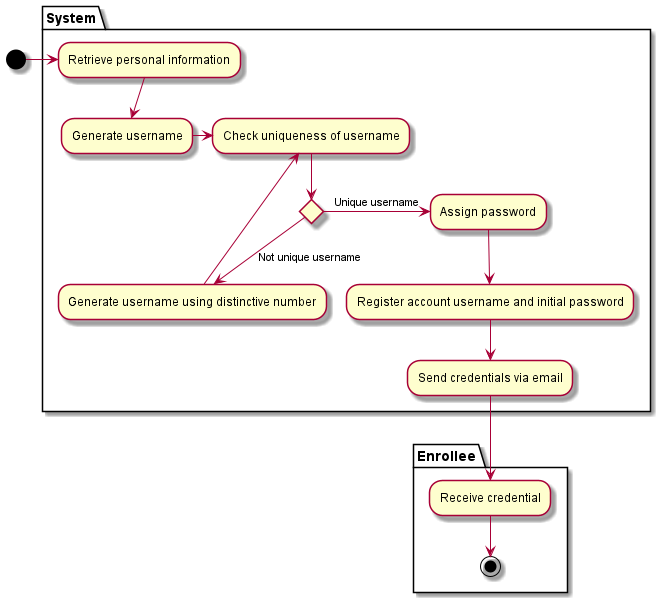 System
Retrieve personal information
Generate username
Check uniqueness of username
Unique username
Assign password
Not unique username
Generate username using distinctive number
Register account username and initial password
Send credentials via email
Enrollee
Receive credential